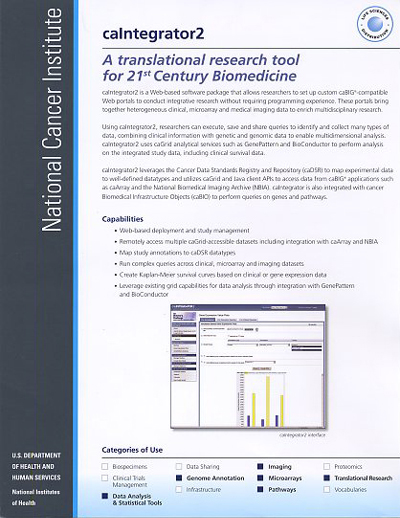 National Cancer Institute
caIntegrator2
LIFE SCIENCES DISTRIBUTION
A translational research tool
for 21st Century Biomedicine
caIntegrator2 is a Web-based software package that allows researchers to set up custom caBIG®-compatible
Web portals to conduct integrative research without requiring programming experience. These portals bring
together heterogeneous clinical, microarray and medical imaging data to enrich multidisciplinary research.
Using caIntegrator2, researchers can execute, save and share queries to identify and collect many types of
data, combining clinical information with genetic and genomic data to enable multidimensional analysis.
caIntegrator2 uses caGrid analytical services such as GenePattern and BioConductor to perform analysis
on the integrated study data, including clinical survival data.
caIntegrator2 leverages the Cancer Data Standards Registry and Repository (caDSR) to map experimental data
to well-defined datatypes and utilizes caGrid and Java client APIs to access data from caBIG® applications such
as caArray and the National Biomedical Imaging Archive (NBIA). caIntegrator is also integrated with cancer
Biomedical Infrastructure Objects (caBIO) to perform queries on genes and pathways.
Capabilities
• Web-based deployment and study management
• Remotely access multiple caGrid-accessible datasets including integration with caArray and NBIA
• Map study annotations to caDSR datatypes
• Run complex queries across clinical, microarray and imaging datasets
• Create Kaplan-Meier survival curves based on clinical or gene expression data
• Leverage existing grid capabilities for data analysis through integration with GenePattern
and BioConductor
caIntegrator2 interface
Categories of Use
Biospecimens
Clinical Trials
Management
Data Analysis
& Statistical Tools
Data Sharing
Genome Annotation
Infrastructure
Imaging
Microarrays
Pathways
Proteomics
Translational Research
Vocabularies
U.S. DEPARTMENT
OF HEALTH AND
HUMAN SERVICES
National Institutes
of Health